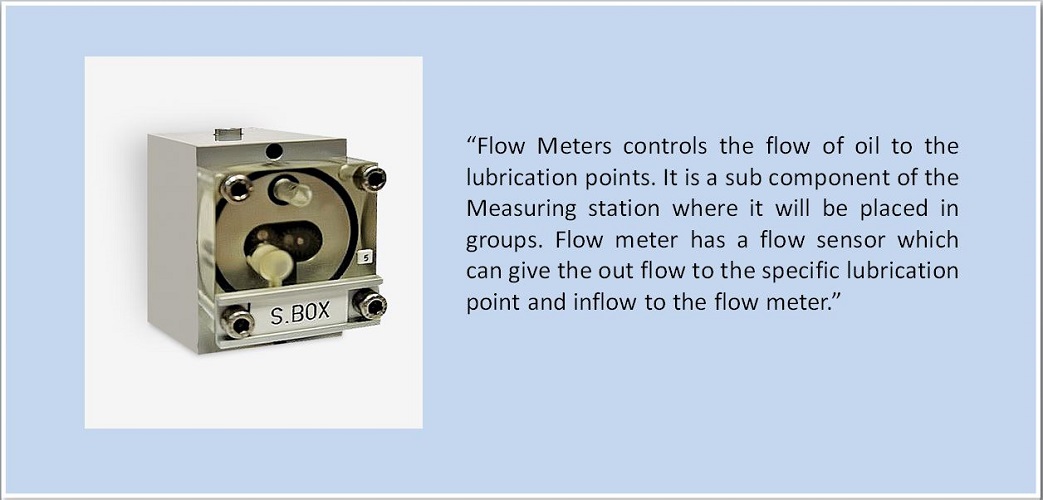 “Flow Meters controls the flow of oil to the
lubrication points. It is a sub component of the
Measuring station where it will be placed in
groups. Flow meter has a flow sensor which
can give the out flow to the specific lubrication
point and inflow to the flow meter.”
5
S.BOX